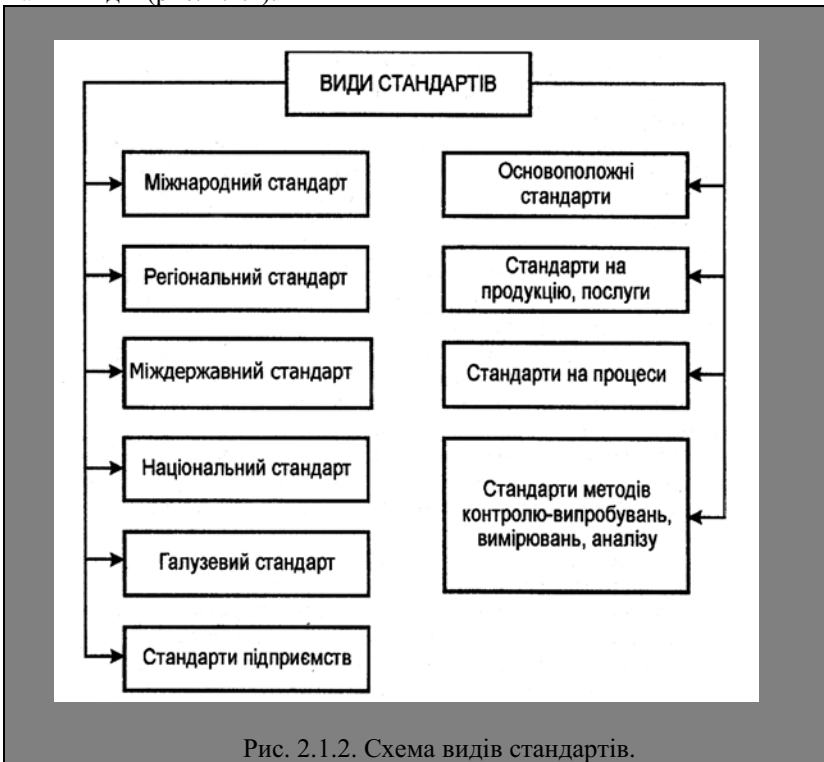 ВИДИ СТАНДАРТІВ
Міжнародний стандарт
Регіональний стандарт
Міждержавний стандарт
Національний стандарт
Галузевий стандарт
Стандарти підприємств
Основоположні
стандарти
Стандарти на
продукцію, послуги
Стандарти на процеси
Стандарти методів
контролю-випробувань,
вимірювань, аналізу
Рис. 2.1.2. Схема видів стандартів.